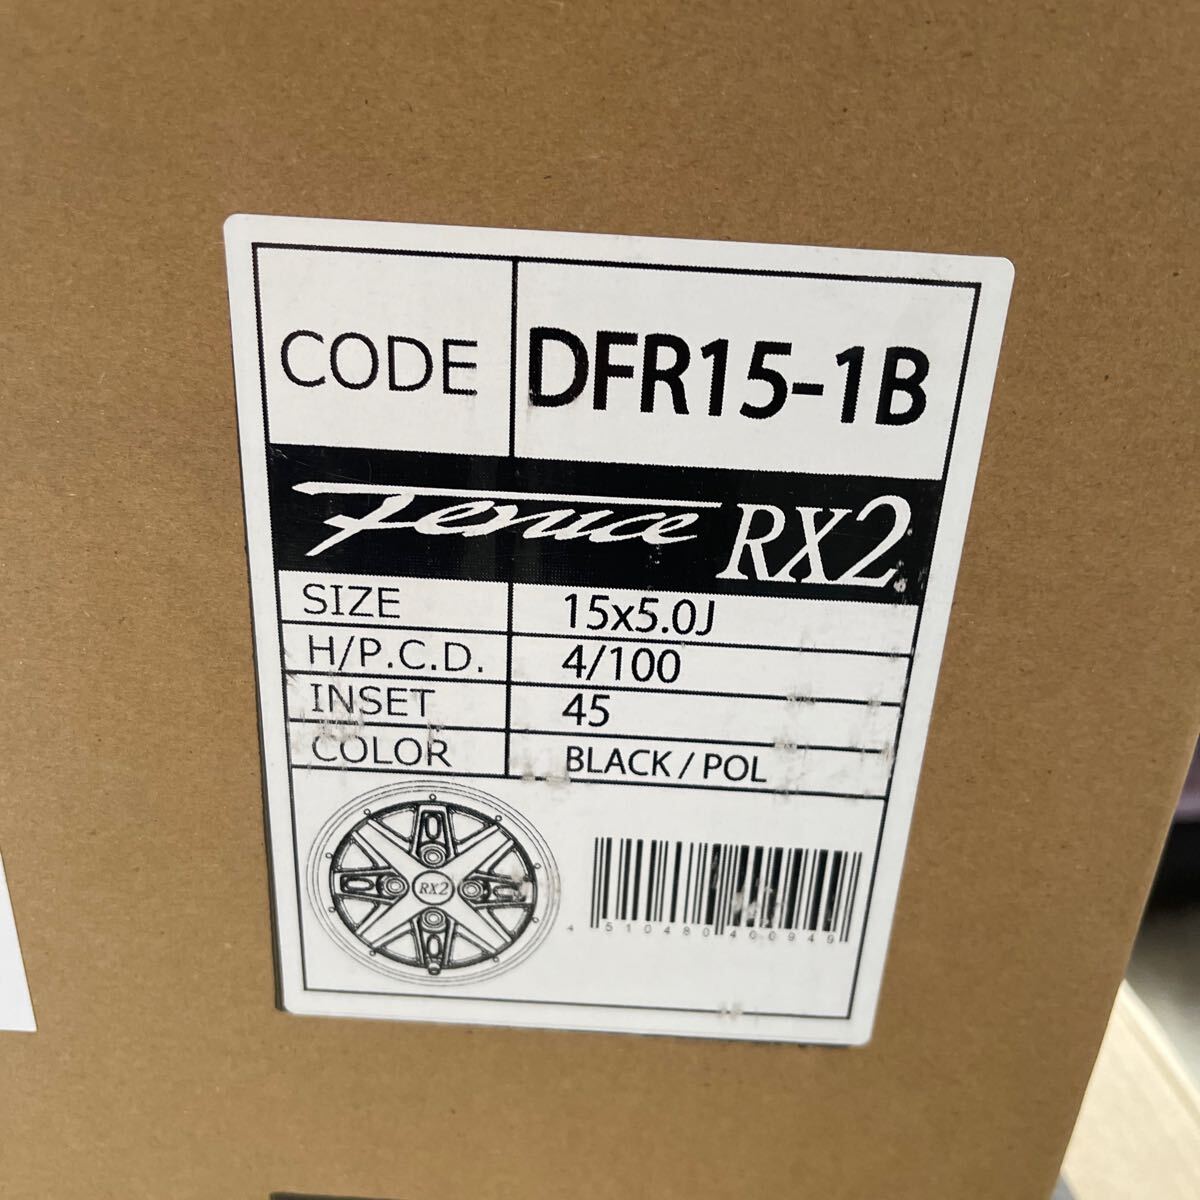 CODE DFR15-1B
Fenice RX2
SIZE 15x5.0J
H/P.C.D. 4/100
INSET 45
COLOR BLACK / POL
RX2
4 510480 400949